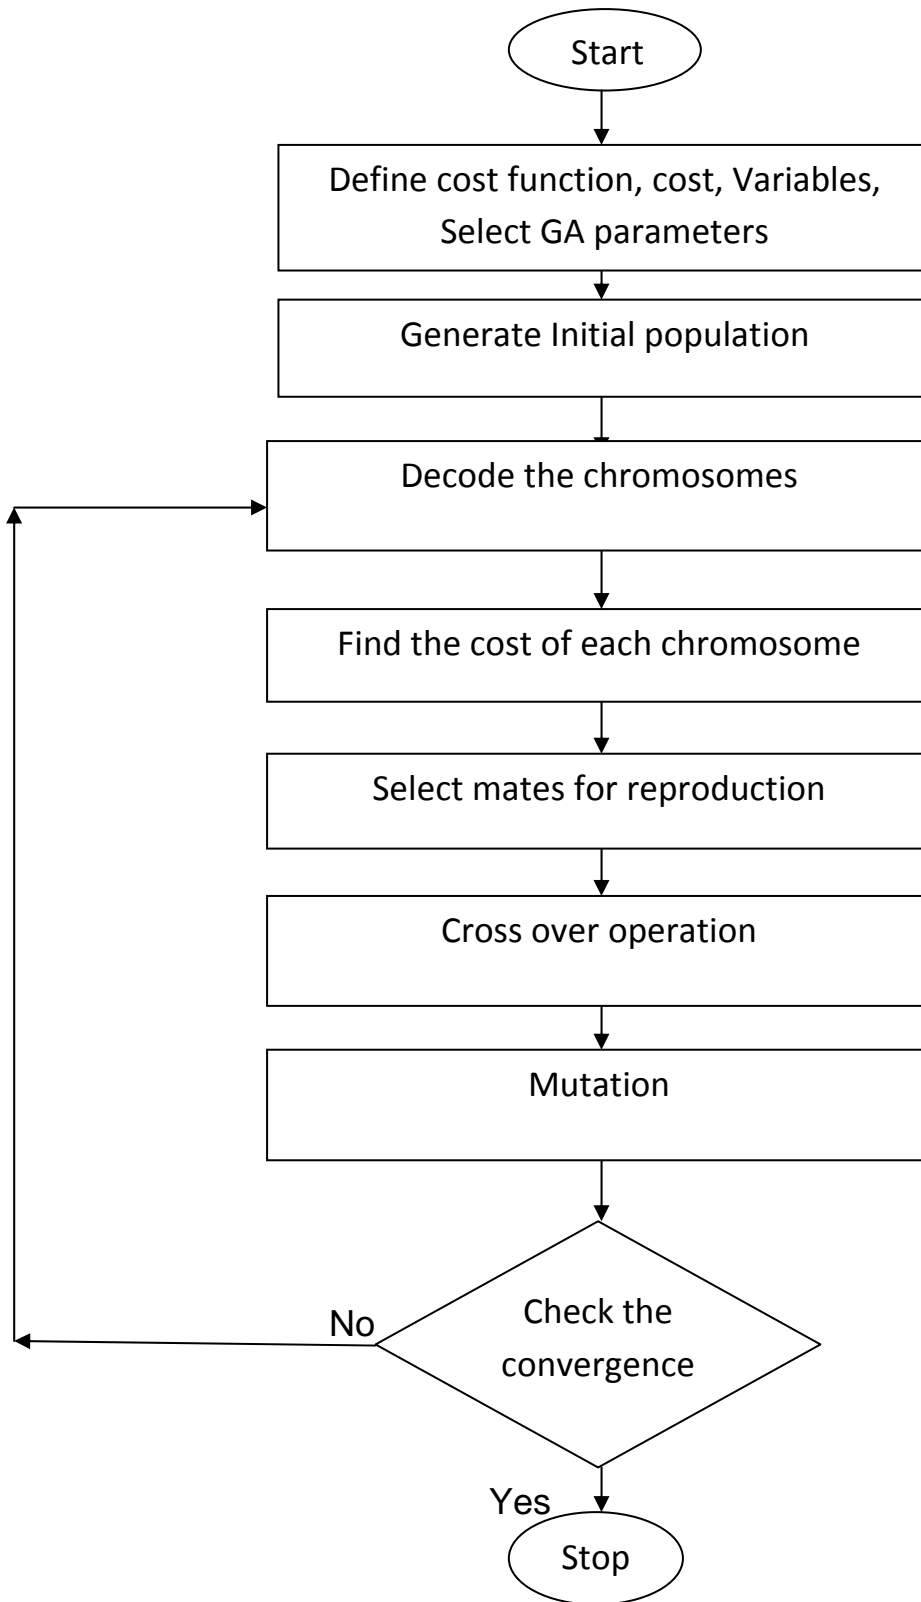 Start
Define cost function, cost, Variables,
Select GA parameters
Generate Initial population
Decode the chromosomes
Find the cost of each chromosome
Select mates for reproduction
Cross over operation
Mutation
No
Check the
convergence
Yes
Stop